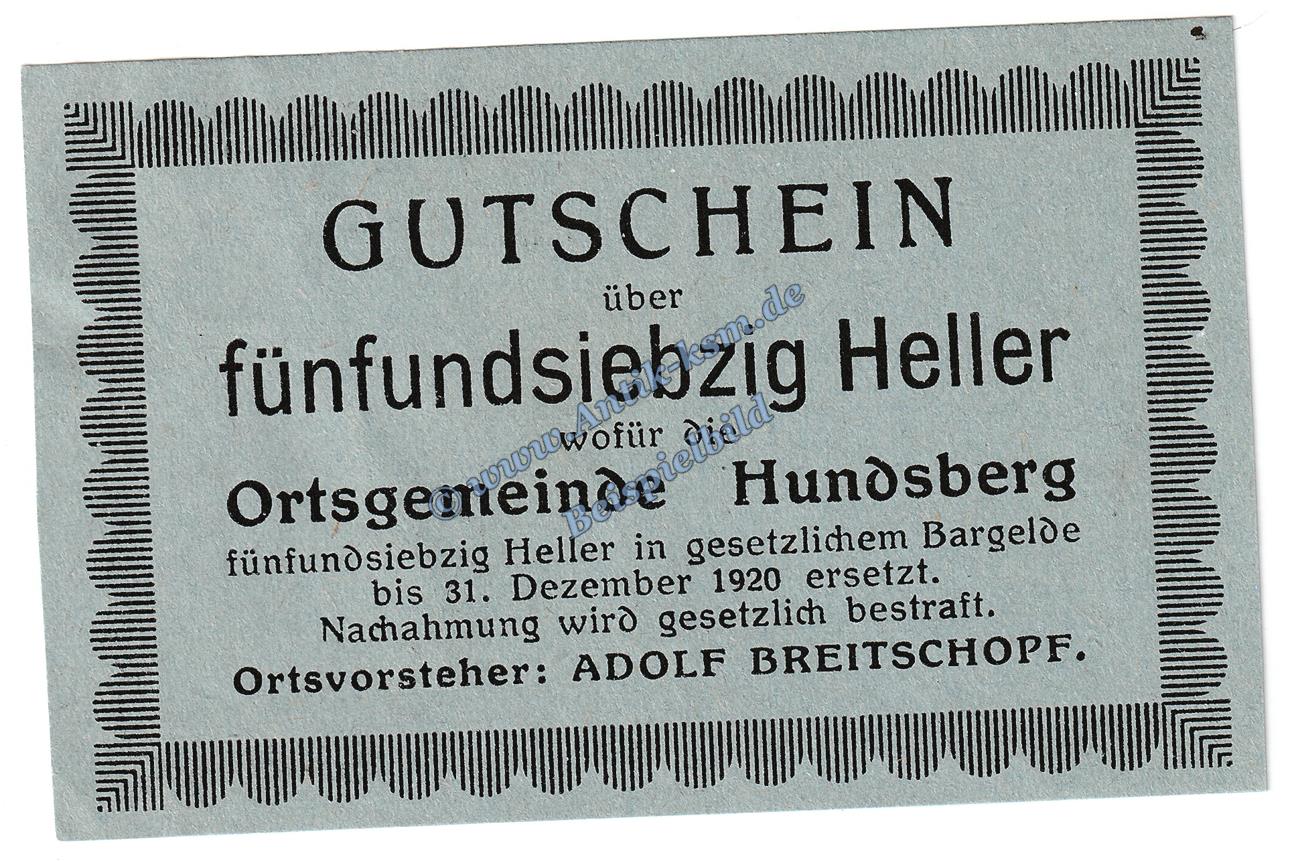 GUTSCHEIN
über
fünfundsiebzig Heller
wofür die
Ortsgemeinde Hundsberg
fünfundsiebzig Heller in gesetzlichem Bargelde
bis 31. Dezember 1920 ersetzt.
Nachahmung wird gesetzlich bestraft.
Ortsvorsteher: ADOLF BREITSCHOPF.
© www.Antik-ksm.de
Beispielbild